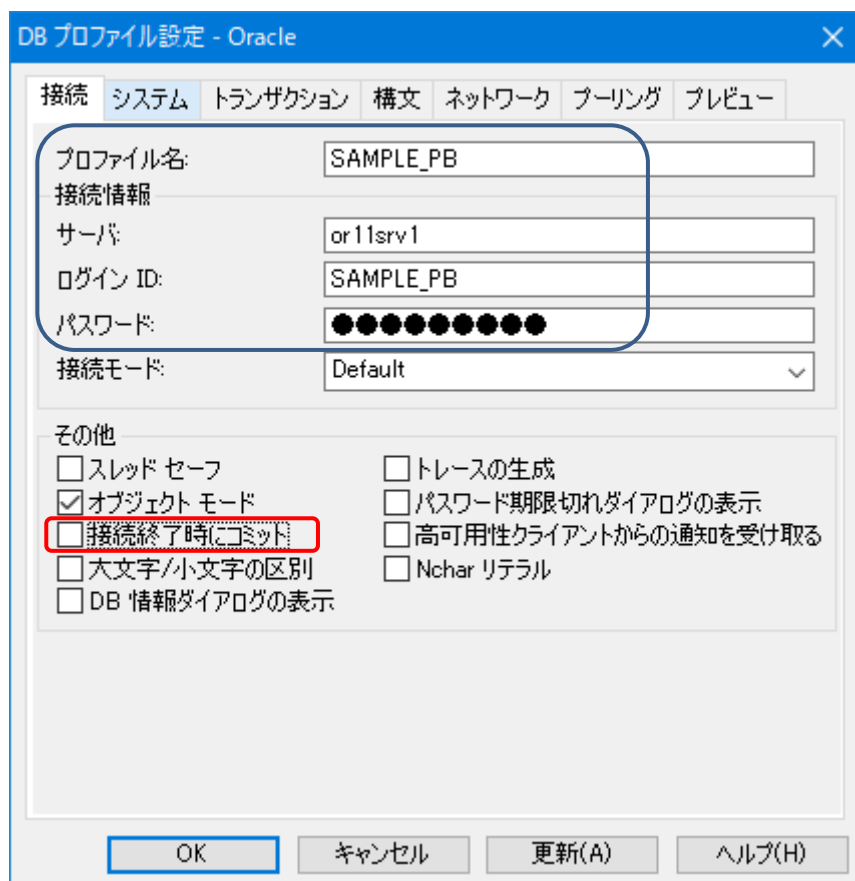 DB プロファイル設定 - Oracle
接続 システム トランザクション 構文 ネットワーク プーリング プレビュー
プロファイル名: SAMPLE_PB
接続情報
サーバ: or11srv1
ログイン ID: SAMPLE_PB
パスワード: ●●●●●●●●●
接続モード: Default
その他
スレッド セーフ トレースの生成
オブジェクト モード パスワード期限切れダイアログの表示
接続終了時にコミット 高可用性クライアントからの通知を受け取る
大文字/小文字の区別 Nchar リテラル
DB 情報ダイアログの表示
OK キャンセル 更新(A) ヘルプ(H)